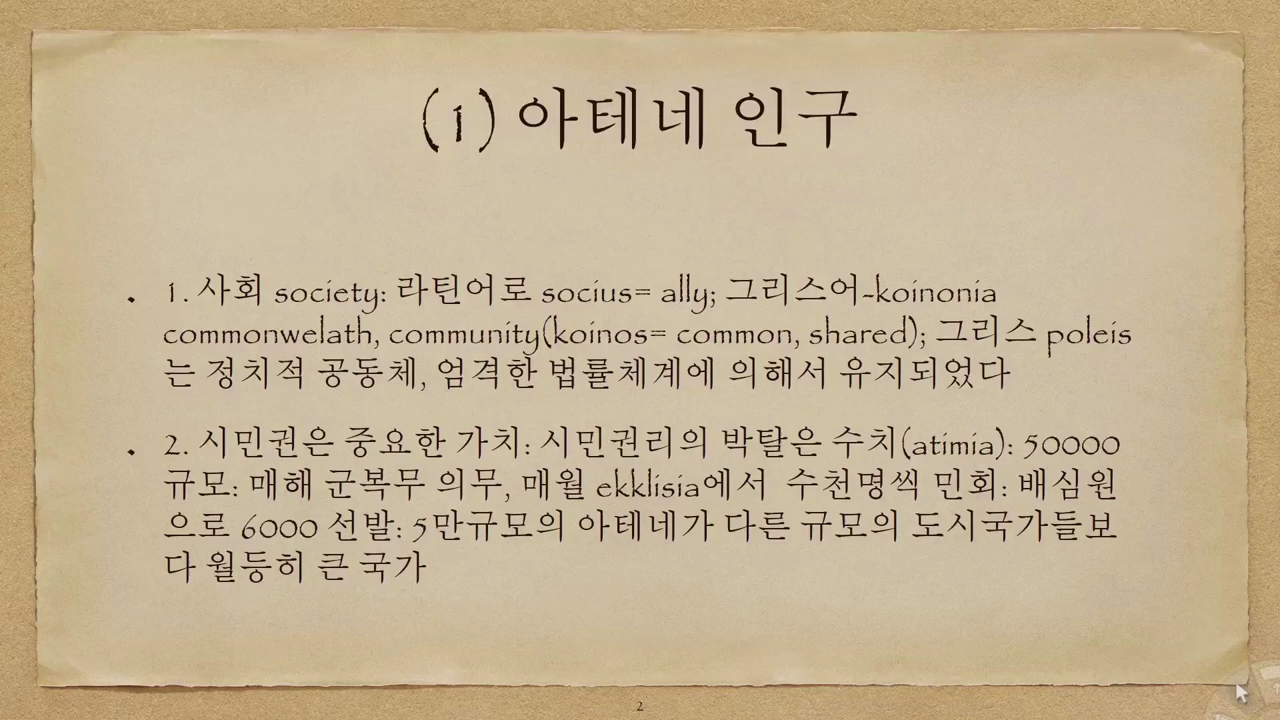 (1) 아테네 인구
• 1. 사회 society: 라틴어로 socius= ally; 그리스어-koinonia
commonwelath, community(koinos= common, shared); 그리스 poleis
는 정치적 공동체, 엄격한 법률체계에 의해서 유지되었다
• 2. 시민권은 중요한 가치: 시민권리의 박탈은 수치(atimia): 50000
규모: 매해 군복무 의무, 매월 ekklisia에서 수천명씩 민회: 배심원
으로 6000 선발: 5만규모의 아테네가 다른 규모의 도시국가들보
다 월등히 큰 국가
2